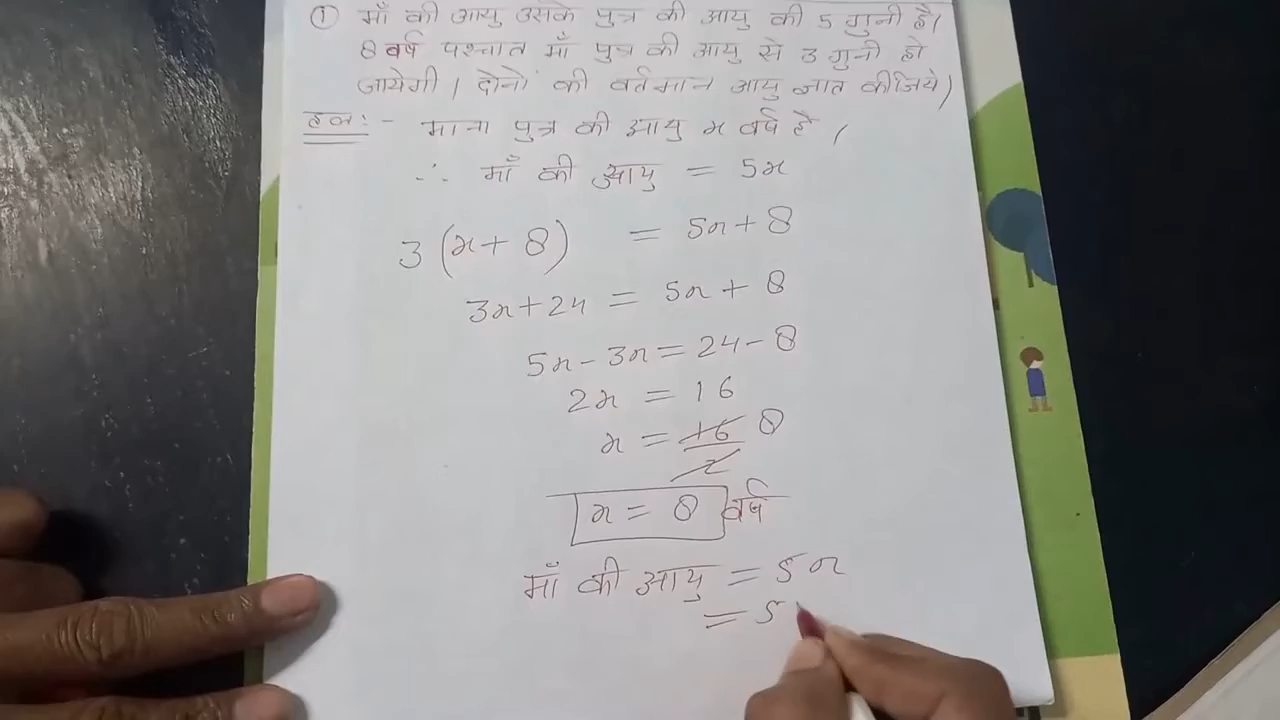 ① माँ की आयु उसके पुत्र की आयु की 5 गुनी है।
8 वर्ष पश्चात माँ पुत्र की आयु से 3 गुनी हो
जायेगी। दोनों की वर्तमान आयु ज्ञात कीजिये।
हल:- माना पुत्र की आयु x वर्ष है।
∴ माँ की आयु = 5x
3(x+8) = 5x+8
3x+24 = 5x+8
5x-3x=24-8
2x = 16
x = 16/2 8
x = 8 वर्ष
माँ की आयु = 5x
= 5